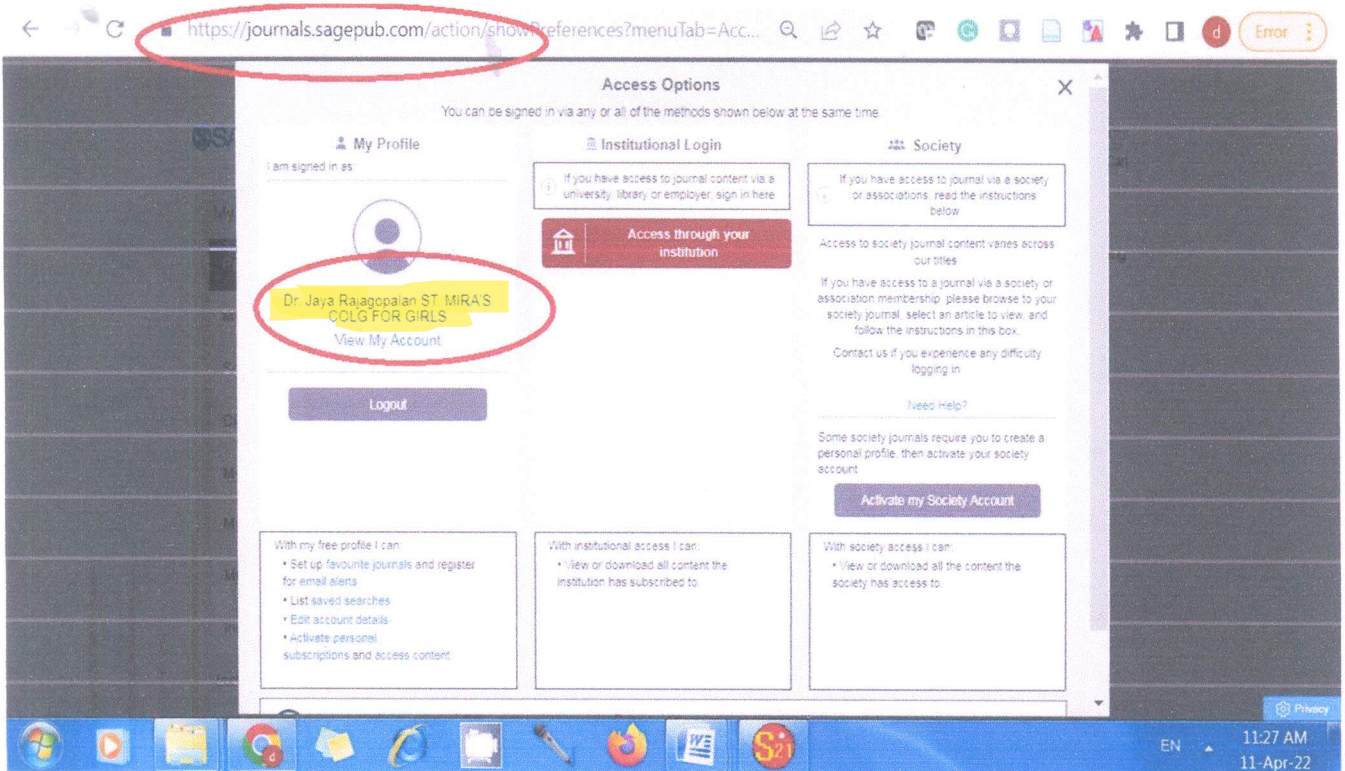 https://journals.sagepub.com/action/showPreferences?menuTab=Acc...
d
Error
Access Options
You can be signed in via any or all of the methods shown below at the same time
My Profile
I am signed in as:
Dr. Jaya Rajagopalan ST. MIRA'S
COLG FOR GIRLS
View My Account
Logout
Institutional Login
If you have access to journal content via a
university, library or employer, sign in here
Access through your
institution
Society
If you have access to journal via a society
or associations, read the instructions
below
Access to society journal content varies across
our titles
If you have access to a journal via a society or
association membership, please browse to your
society journal, select an article to view, and
follow the instructions in this box.
Contact us if you experience any difficulty
logging in
Need Help?
Some society journals require you to create a
personal profile, then activate your society
account
Activate my Society Account
With my free profile I can:
• Set up favourite journals and register
for email alerts
• List saved searches
• Edit account details
• Activate personal
subscriptions and access content
With institutional access I can:
• View or download all content the
institution has subscribed to
With society access I can:
• View or download all the content the
society has access to
Privacy
S21
EN
11:27 AM
11-Apr-22